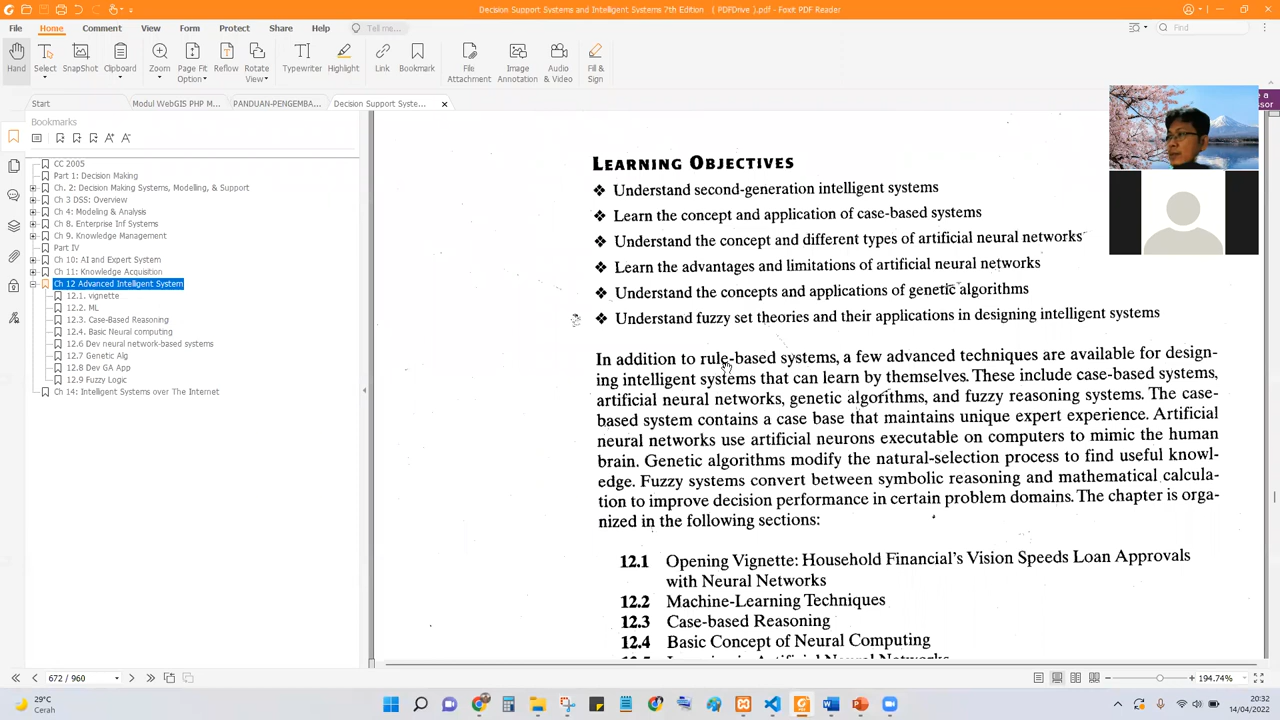 Decision Support Systems and Intelligent Systems 7th Edition ( PDFDrive ).pdf - Foxit PDF Reader
File Home Comment View Form Protect Share Help Tell me... Find
Hand Select SnapShot Clipboard Zoom Page Fit Option Reflow Rotate View Typewriter Highlight Link Bookmark File Attachment Image Annotation Audio & Video Fill & Sign
Start Modul WebGIS PHP M... PANDUAN-PENGEMBA... Decision Support Syste...
Bookmarks
CC 2005
Part 1: Decision Making
Ch. 2: Decision Making Systems, Modelling, & Support
Ch 3 DSS: Overview
Ch 4: Modeling & Analysis
Ch 8. Enterprise Inf Systems
Ch 9. Knowledge Management
Part IV
Ch 10: AI and Expert System
Ch 11: Knowledge Acquisition
Ch 12 Advanced Intelligent System
12.1. vignette
12.2. ML
12.3. Case-Based Reasoning
12.4. Basic Neural computing
12.6 Dev neural network-based systems
12.7 Genetic Alg
12.8 Dev GA App
12.9 Fuzzy Logic
Ch 14: Intelligent Systems over The Internet
LEARNING OBJECTIVES
❖ Understand second-generation intelligent systems
❖ Learn the concept and application of case-based systems
❖ Understand the concept and different types of artificial neural networks
❖ Learn the advantages and limitations of artificial neural networks
❖ Understand the concepts and applications of genetic algorithms
❖ Understand fuzzy set theories and their applications in designing intelligent systems
In addition to rule-based systems, a few advanced techniques are available for design-
ing intelligent systems that can learn by themselves. These include case-based systems,
artificial neural networks, genetic algorithms, and fuzzy reasoning systems. The case-
based system contains a case base that maintains unique expert experience. Artificial
neural networks use artificial neurons executable on computers to mimic the human
brain. Genetic algorithms modify the natural-selection process to find useful knowl-
edge. Fuzzy systems convert between symbolic reasoning and mathematical calcula-
tion to improve decision performance in certain problem domains. The chapter is orga-
nized in the following sections:
12.1 Opening Vignette: Household Financial's Vision Speeds Loan Approvals
with Neural Networks
12.2 Machine-Learning Techniques
12.3 Case-based Reasoning
12.4 Basic Concept of Neural Computing
672 / 960
194.74%
29°C
Cerah
20:32
14/04/2022